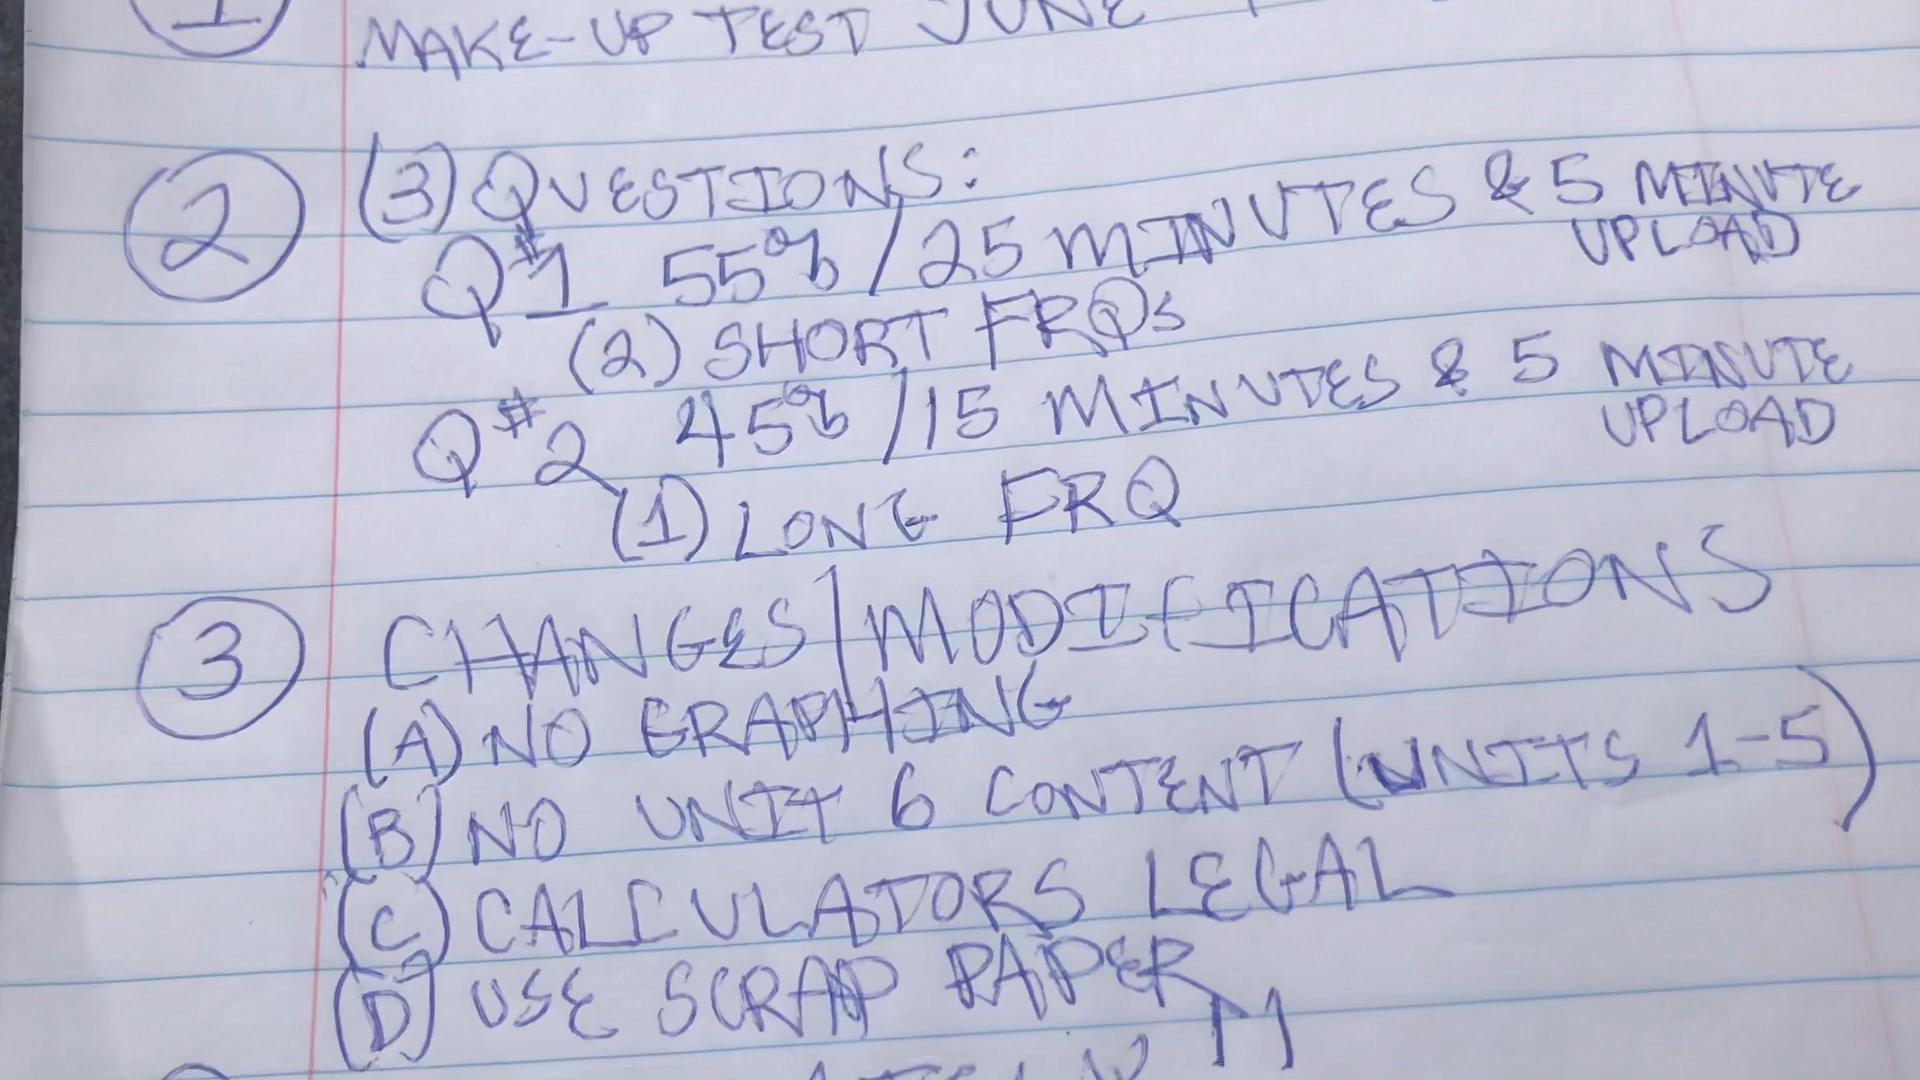 1
MAKE-UP TEST JUNE
2 (3) QUESTIONS:
Q#1 55% / 25 MINUTES & 5 MINUTE
UPLOAD
(2) SHORT FRQs
Q#2 45% / 15 MINUTES & 5 MINUTE
UPLOAD
(1) LONG FRQ
3 CHANGES/MODIFICATIONS
(A) NO GRAPHING
(B) NO UNIT 6 CONTENT (UNITS 1-5)
(C) CALCULATORS LEGAL
(D) USE SCRAP PAPER